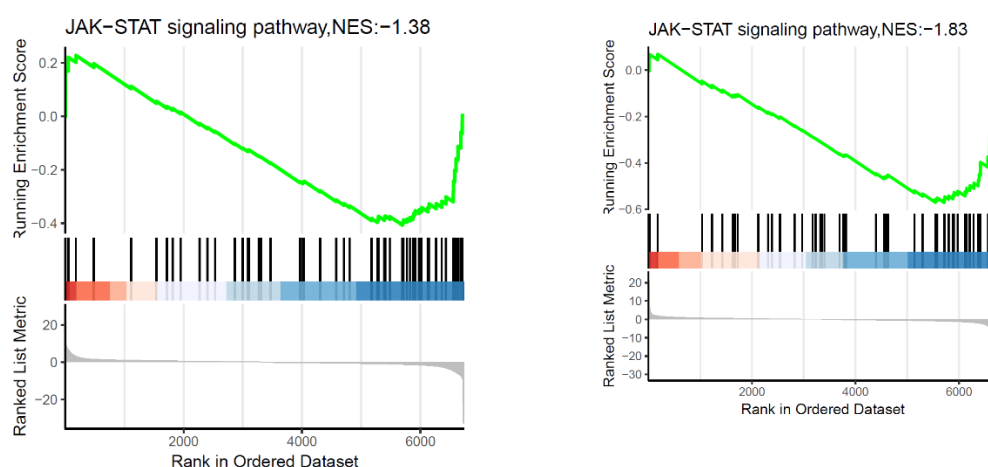 JAK−STAT signaling pathway,NES:−1.38
Running Enrichment Score
0.2
0.0
−0.2
−0.4
Ranked List Metric
20
0
−20
2000
4000
6000
Rank in Ordered Dataset
JAK−STAT signaling pathway,NES:−1.83
Running Enrichment Score
0.0
−0.2
−0.4
−0.6
Ranked List Metric
20
10
0
−10
−20
−30
2000
4000
6000
Rank in Ordered Dataset